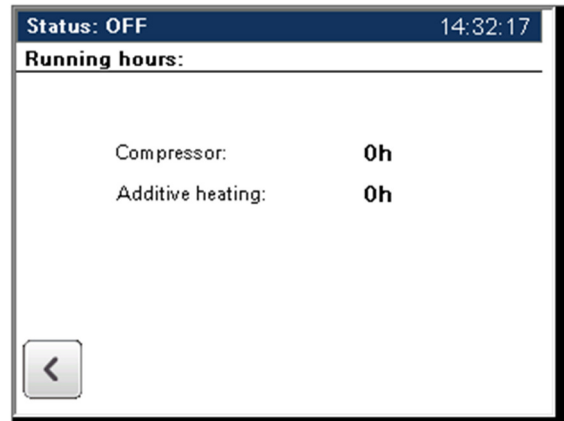 Status: OFF 14:32:17
Running hours:
Compressor: 0h
Additive heating: 0h